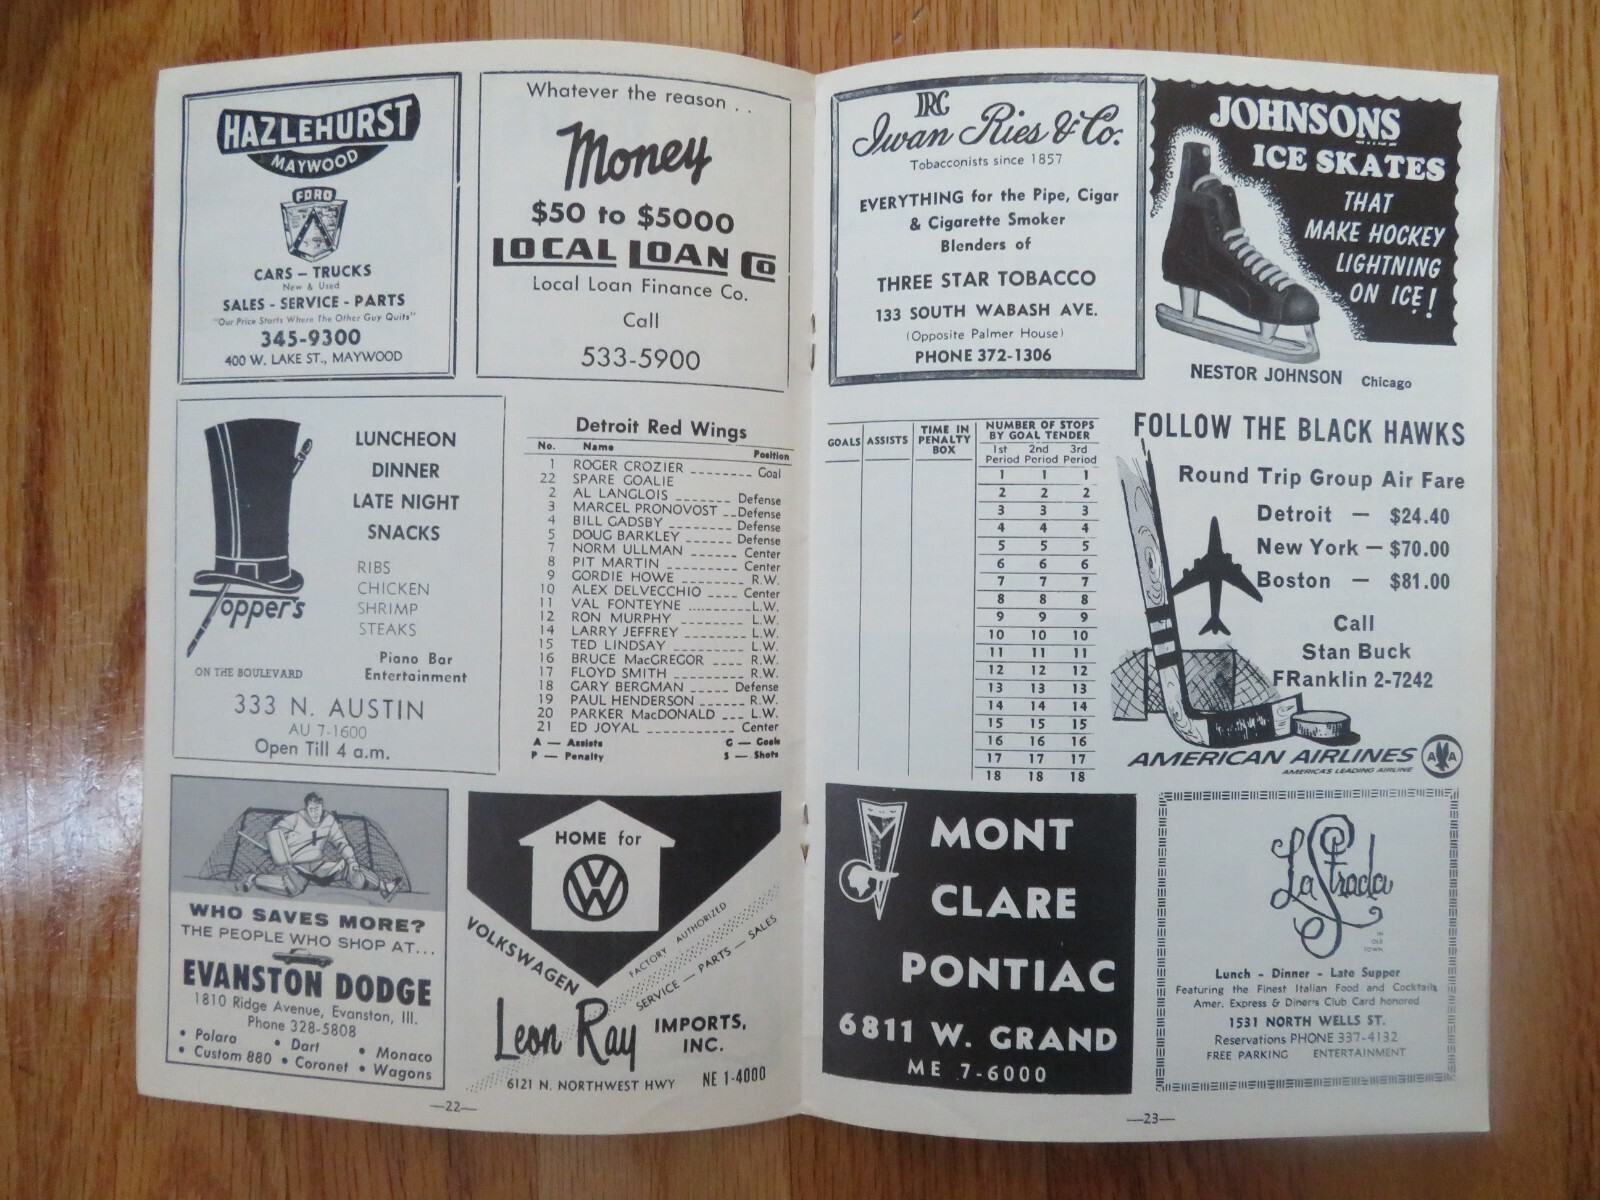 HAZLEHURST
MAYWOOD
FORD
CARS – TRUCKS
New & Used
SALES - SERVICE - PARTS
"Our Price Starts Where The Other Guy Quits"
345-9300
400 W. LAKE ST., MAYWOOD
Whatever the reason . .
Money
$50 to $5000
LOCAL LOAN CO
Local Loan Finance Co.
Call
533-5900
Topper's
ON THE BOULEVARD
LUNCHEON
DINNER
LATE NIGHT
SNACKS
RIBS
CHICKEN
SHRIMP
STEAKS
Piano Bar
Entertainment
333 N. AUSTIN
AU 7-1600
Open Till 4 a.m.
Detroit Red Wings
No. Name Position
1 ROGER CROZIER -------- Goal
22 SPARE GOALIE
2 AL LANGLOIS -------- Defense
3 MARCEL PRONOVOST -- Defense
4 BILL GADSBY -------- Defense
5 DOUG BARKLEY ------- Defense
7 NORM ULLMAN ------ Center
8 PIT MARTIN --------- Center
9 GORDIE HOWE ------- R.W.
10 ALEX DELVECCHIO ---- Center
11 VAL FONTEYNE --------- L.W.
12 RON MURPHY -------- L.W.
14 LARRY JEFFREY ------- L.W.
15 TED LINDSAY --------- L.W.
16 BRUCE MacGREGOR ---- R.W.
17 FLOYD SMITH -------- R.W.
18 GARY BERGMAN ----- Defense
19 PAUL HENDERSON ----- R.W.
20 PARKER MacDONALD --- L.W.
21 ED JOYAL ---------- Center
A — Assists G — Goals
P — Penalty S — Shots
WHO SAVES MORE?
THE PEOPLE WHO SHOP AT...
EVANSTON DODGE
1810 Ridge Avenue, Evanston, Ill.
Phone 328-5808
• Polara • Dart • Monaco
• Custom 880 • Coronet • Wagons
HOME for
VW
VOLKSWAGEN
FACTORY AUTHORIZED
SERVICE — PARTS — SALES
Leon Ray IMPORTS, INC.
6121 N. NORTHWEST HWY NE 1-4000
—22—
IRC
Iwan Ries & Co.
Tobacconists since 1857
EVERYTHING for the Pipe, Cigar
& Cigarette Smoker
Blenders of
THREE STAR TOBACCO
133 SOUTH WABASH AVE.
(Opposite Palmer House)
PHONE 372-1306
JOHNSONS
ICE SKATES
THAT
MAKE HOCKEY
LIGHTNING
ON ICE!
NESTOR JOHNSON Chicago
GOALS ASSISTS TIME IN PENALTY BOX NUMBER OF STOPS BY GOAL TENDER
1st Period 2nd Period 3rd Period
1 1 1
2 2 2
3 3 3
4 4 4
5 5 5
6 6 6
7 7 7
8 8 8
9 9 9
10 10 10
11 11 11
12 12 12
13 13 13
14 14 14
15 15 15
16 16 16
17 17 17
18 18 18
FOLLOW THE BLACK HAWKS
Round Trip Group Air Fare
Detroit — $24.40
New York — $70.00
Boston — $81.00
Call
Stan Buck
FRanklin 2-7242
AMERICAN AIRLINES AA
AMERICA'S LEADING AIRLINE
MONT
CLARE
PONTIAC
6811 W. GRAND
ME 7-6000
La Strada
IN
OLD
TOWN
Lunch - Dinner - Late Supper
Featuring the Finest Italian Food and Cocktails
Amer. Express & Diner's Club Card honored
1531 NORTH WELLS ST.
Reservations PHONE 337-4132
FREE PARKING ENTERTAINMENT
—23—